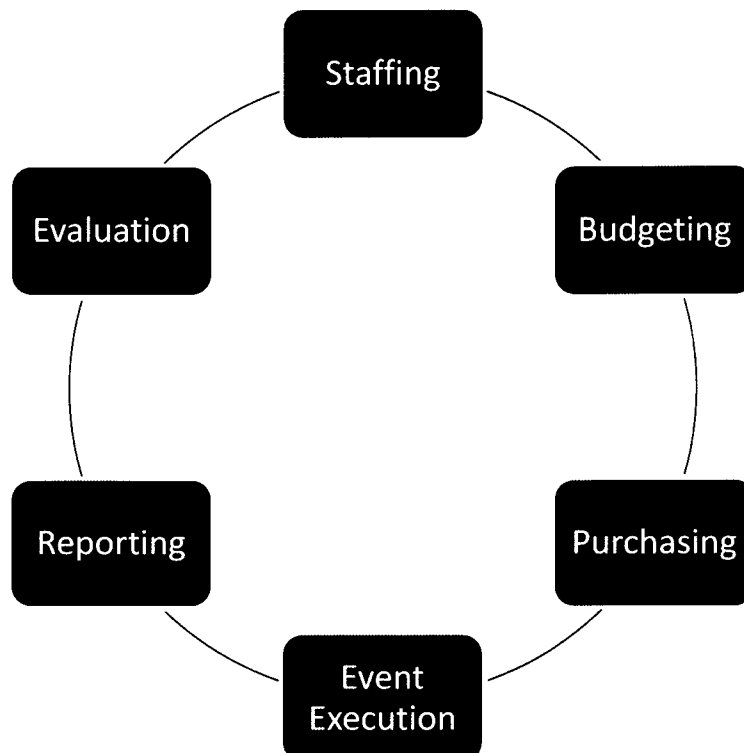 Staffing
Budgeting
Purchasing
Event
Execution
Reporting
Evaluation